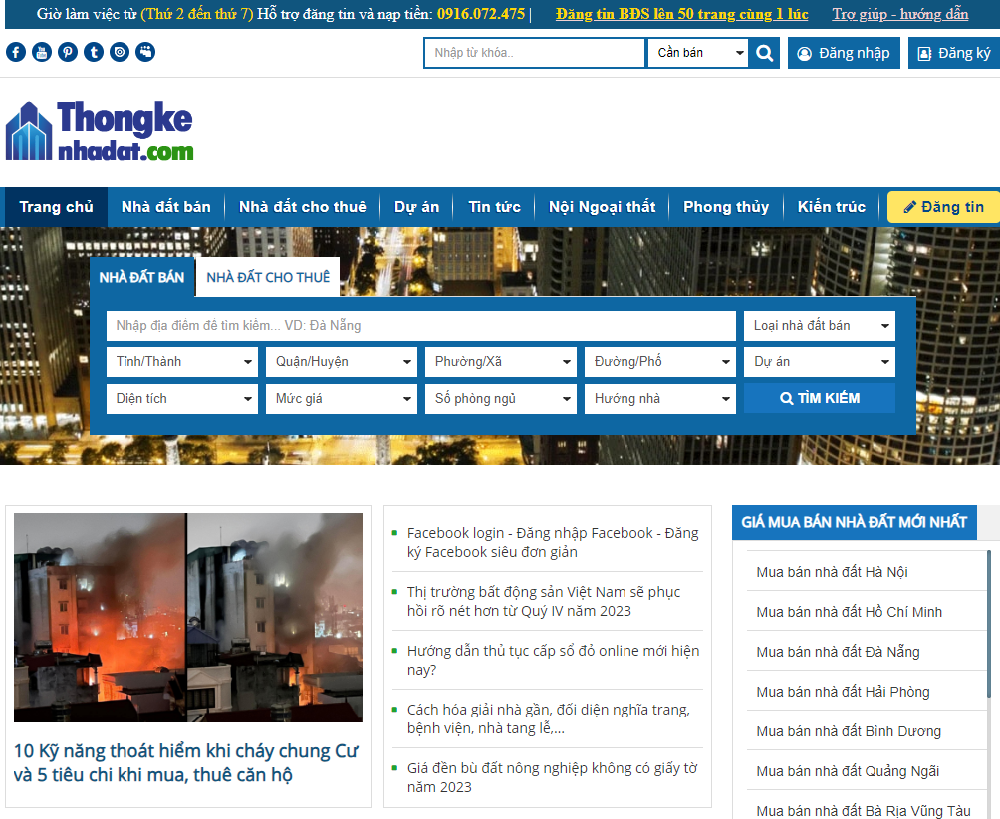 Giờ làm việc từ (Thứ 2 đến thứ 7) Hỗ trợ đăng tin và nạp tiền: 0916.072.475 | Đăng tin BĐS lên 50 trang cùng 1 lúc Trợ giúp - hướng dẫn
Nhập từ khóa.. Cần bán Đăng nhập Đăng ký
Thongke
nhadat.com
Trang chủ Nhà đất bán Nhà đất cho thuê Dự án Tin tức Nội Ngoại thất Phong thủy Kiến trúc Đăng tin
NHÀ ĐẤT BÁN NHÀ ĐẤT CHO THUÊ
Nhập địa điểm để tìm kiếm... VD: Đà Nẵng Loại nhà đất bán
Tỉnh/Thành Quận/Huyện Phường/Xã Đường/Phố Dự án
Diện tích Mức giá Số phòng ngủ Hướng nhà TÌM KIẾM
10 Kỹ năng thoát hiểm khi cháy chung Cư
và 5 tiêu chí khi mua, thuê căn hộ
Facebook login - Đăng nhập Facebook - Đăng
ký Facebook siêu đơn giản
Thị trường bất động sản Việt Nam sẽ phục
hồi rõ nét hơn từ Quý IV năm 2023
Hướng dẫn thủ tục cấp sổ đỏ online mới hiện
nay?
Cách hóa giải nhà gần, đối diện nghĩa trang,
bệnh viện, nhà tang lễ,...
Giá đền bù đất nông nghiệp không có giấy tờ
năm 2023
GIÁ MUA BÁN NHÀ ĐẤT MỚI NHẤT
Mua bán nhà đất Hà Nội
Mua bán nhà đất Hồ Chí Minh
Mua bán nhà đất Đà Nẵng
Mua bán nhà đất Hải Phòng
Mua bán nhà đất Bình Dương
Mua bán nhà đất Quảng Ngãi
Mua bán nhà đất Bà Rịa Vũng Tàu